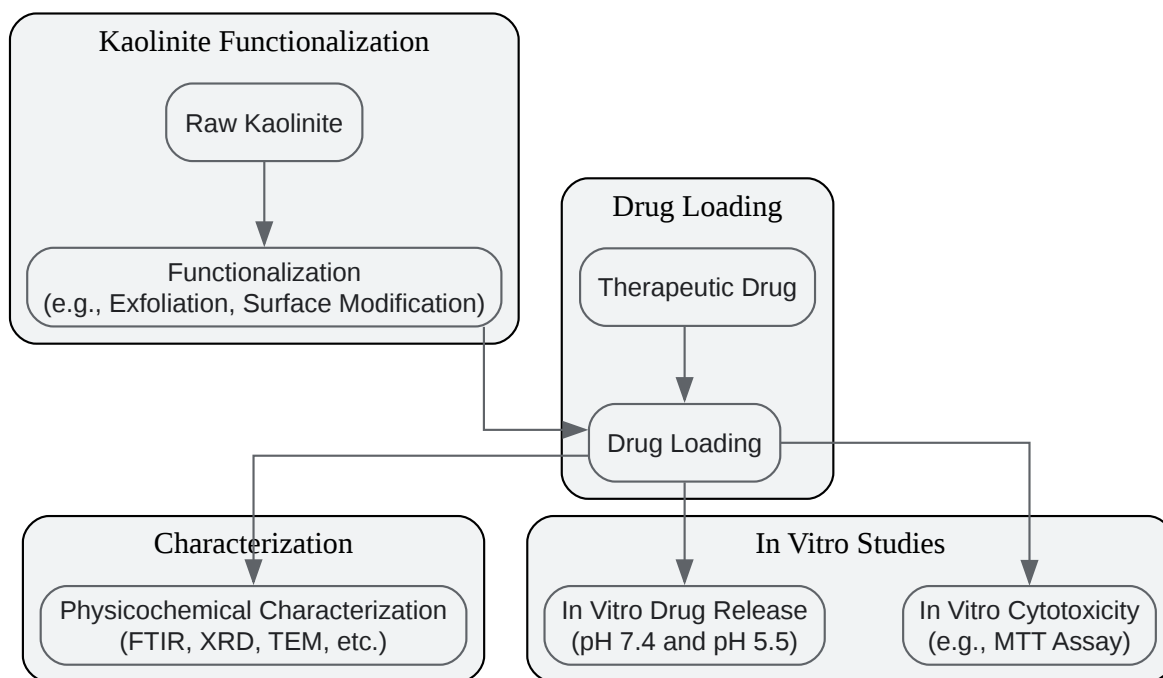 Kaolinite Functionalization
Raw Kaolinite
Functionalization
(e.g., Exfoliation, Surface Modification)
Drug Loading
Therapeutic Drug
Drug Loading
Characterization
Physicochemical Characterization
(FTIR, XRD, TEM, etc.)
In Vitro Studies
In Vitro Drug Release
(pH 7.4 and pH 5.5)
In Vitro Cytotoxicity
(e.g., MTT Assay)